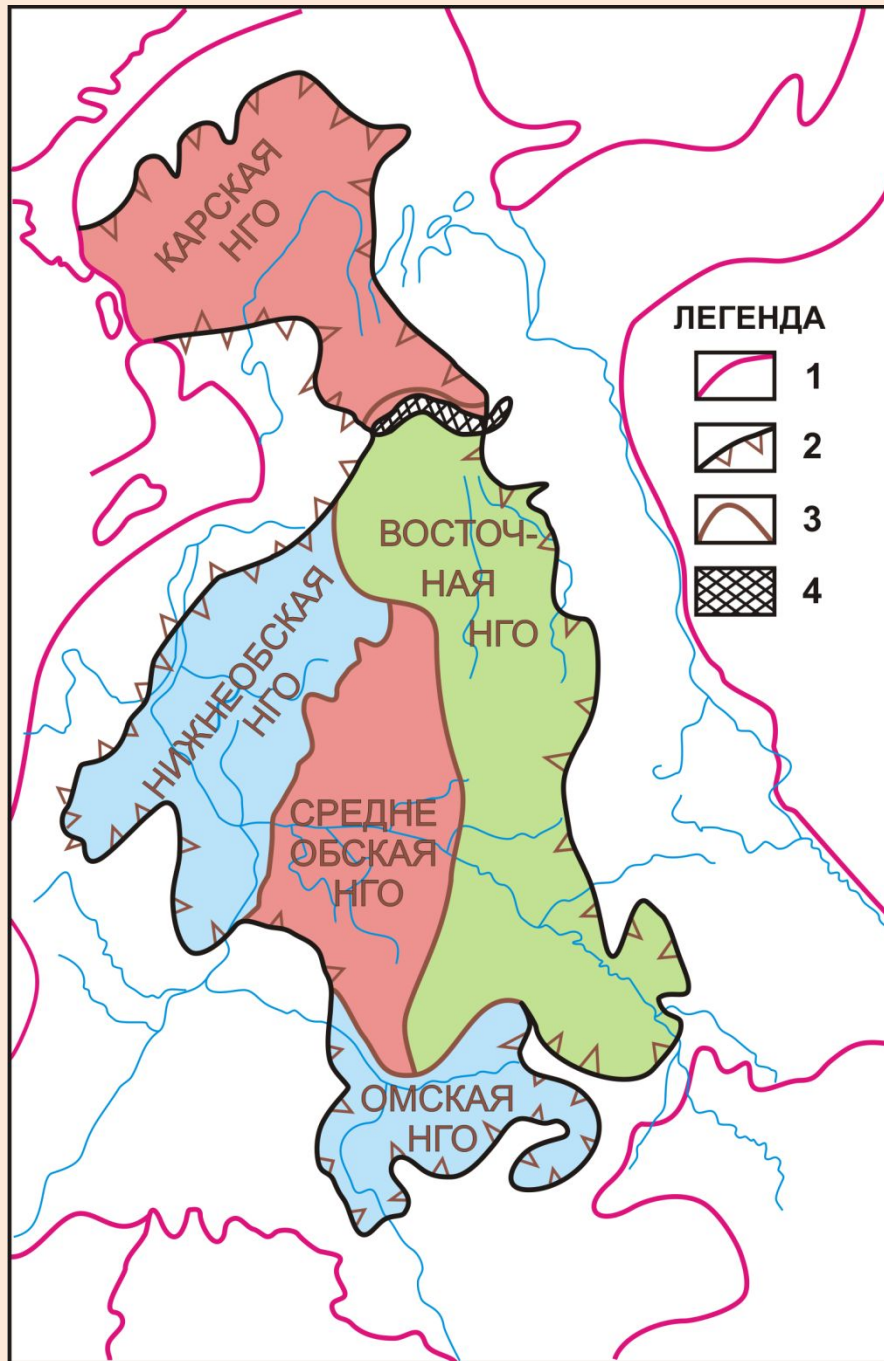 КАРСКАЯ
НГО
ЛЕГЕНДА
1
2
3
4
ВОСТОЧ-
НАЯ
НГО
НИЖНЕОБСКАЯ
НГО
СРЕДНЕ
ОБСКАЯ
НГО
ОМСКАЯ
НГО